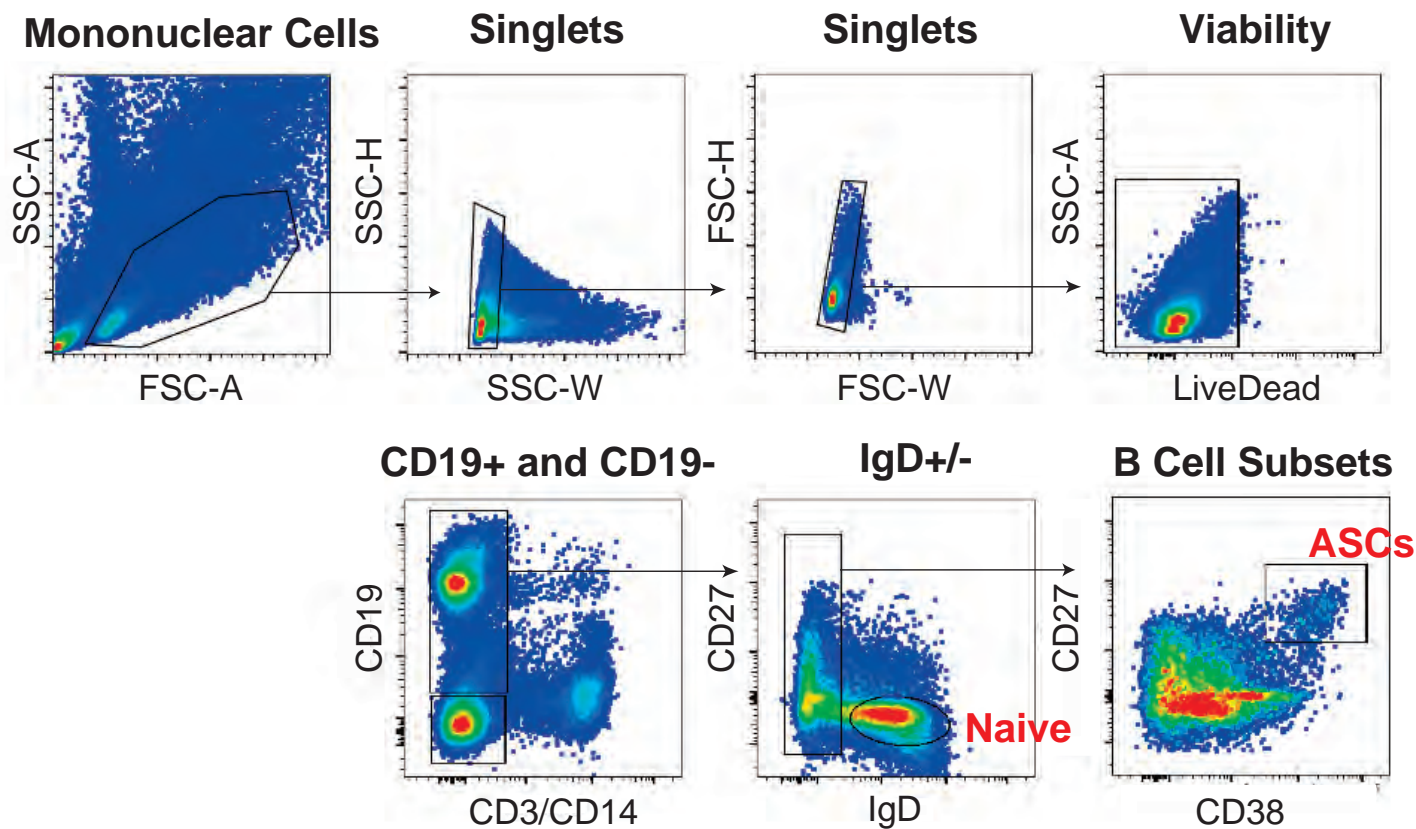 Mononuclear Cells
Singlets
Singlets
Viability
SSC-A
FSC-A
SSC-H
SSC-W
FSC-H
FSC-W
SSC-A
LiveDead
CD19+ and CD19-
IgD+/-
B Cell Subsets
CD19
CD3/CD14
CD27
Naive
IgD
CD27
ASCs
CD38